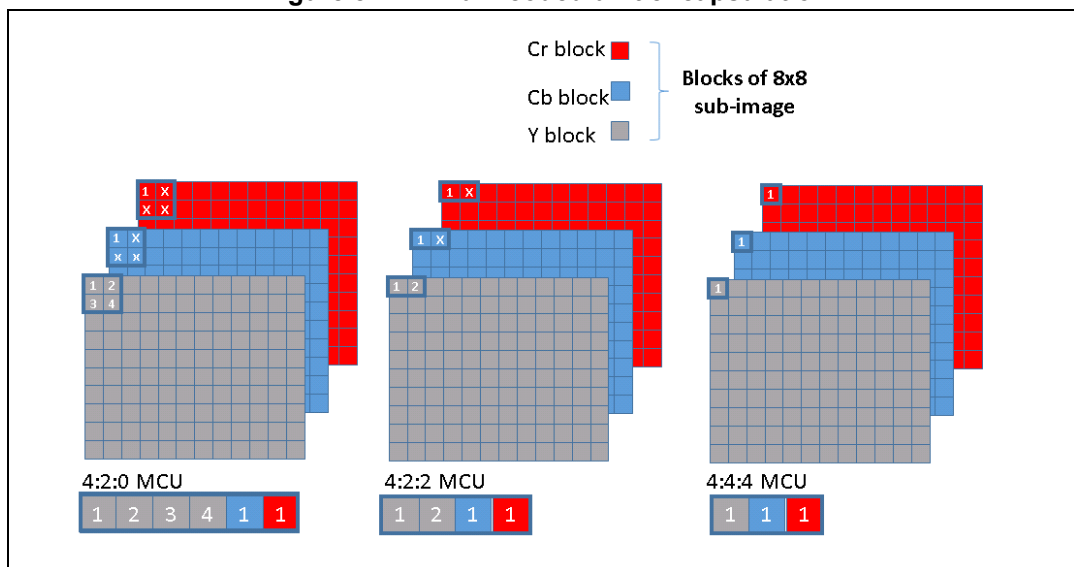 Cr block
Cb block
Y block
Blocks of 8x8
sub-image
1 X
X X
1 X
x x
1 2
3 4
4:2:0 MCU
1 2 3 4 1 1
1 X
1 X
1 2
4:2:2 MCU
1 2 1 1
1
1
1
4:4:4 MCU
1 1 1